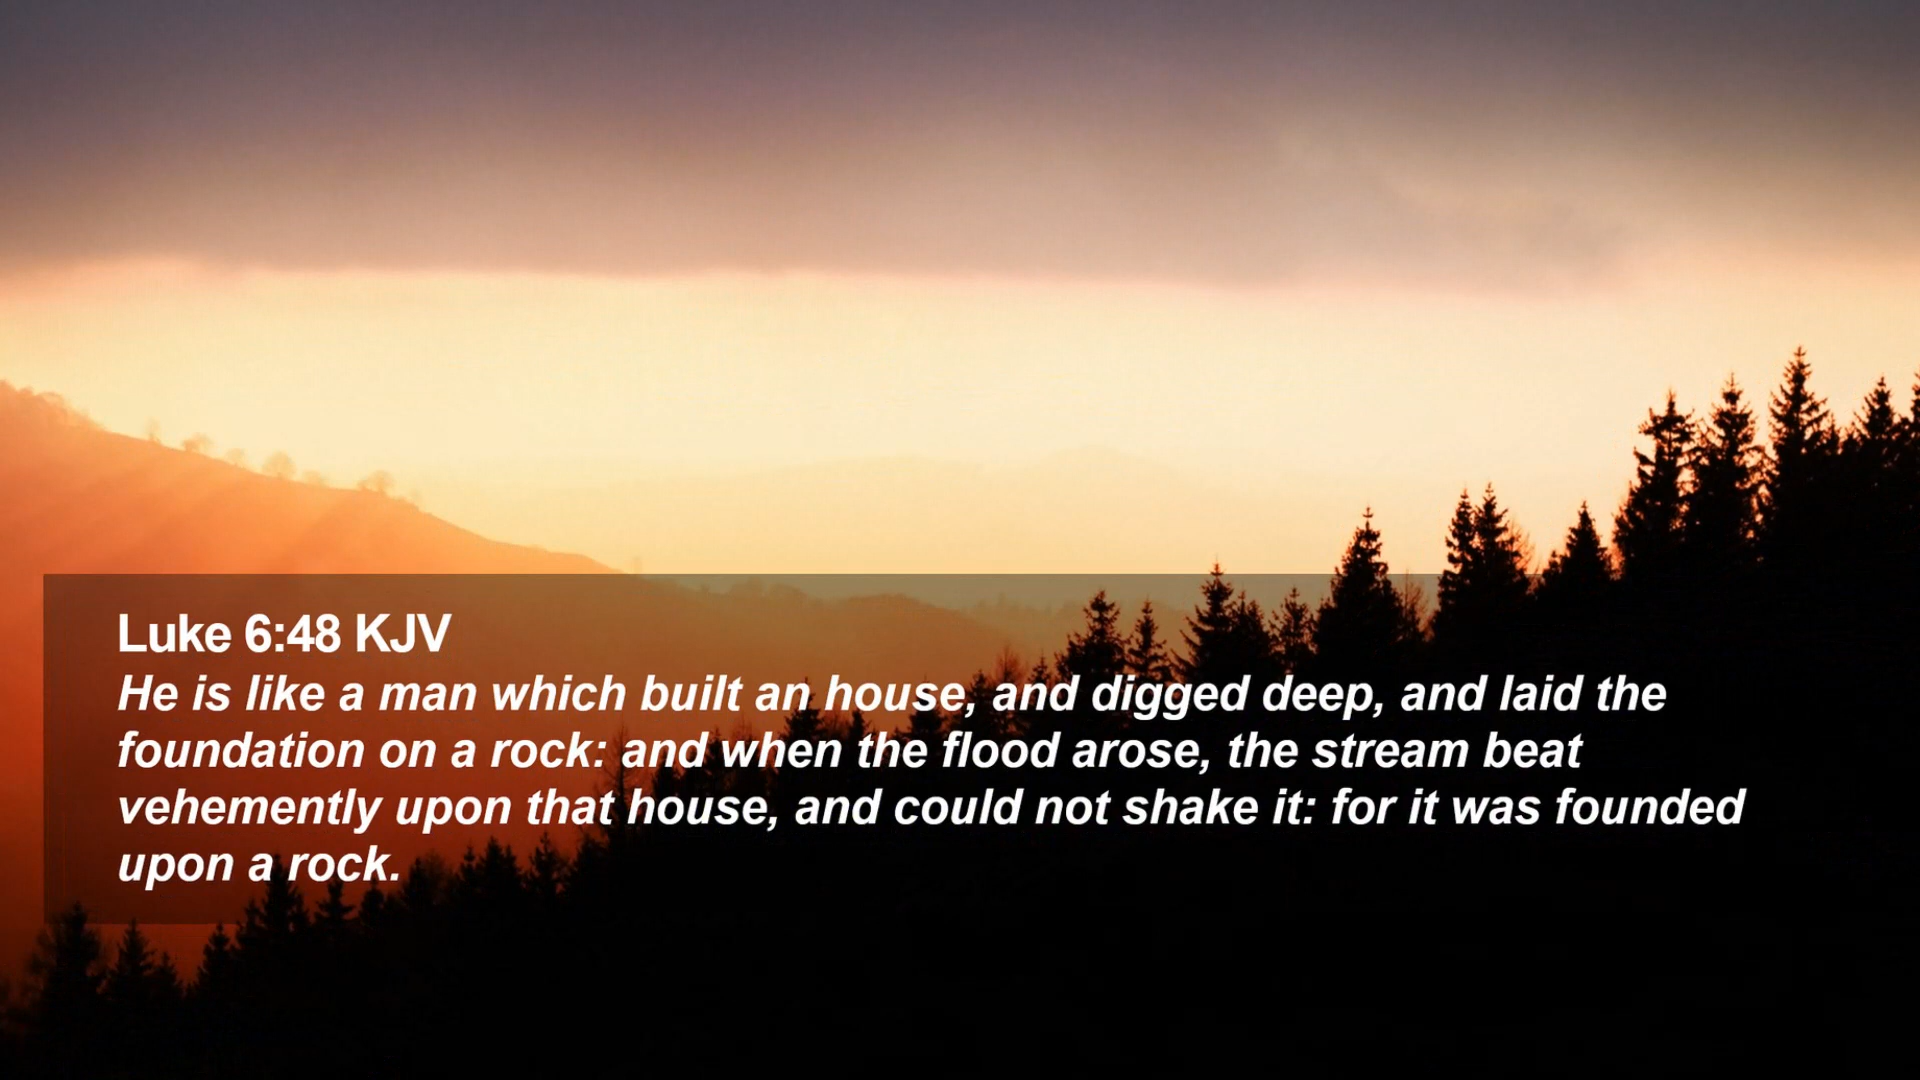 Luke 6:48 KJV
He is like a man which built an house, and digged deep, and laid the
foundation on a rock: and when the flood arose, the stream beat
vehemently upon that house, and could not shake it: for it was founded
upon a rock.